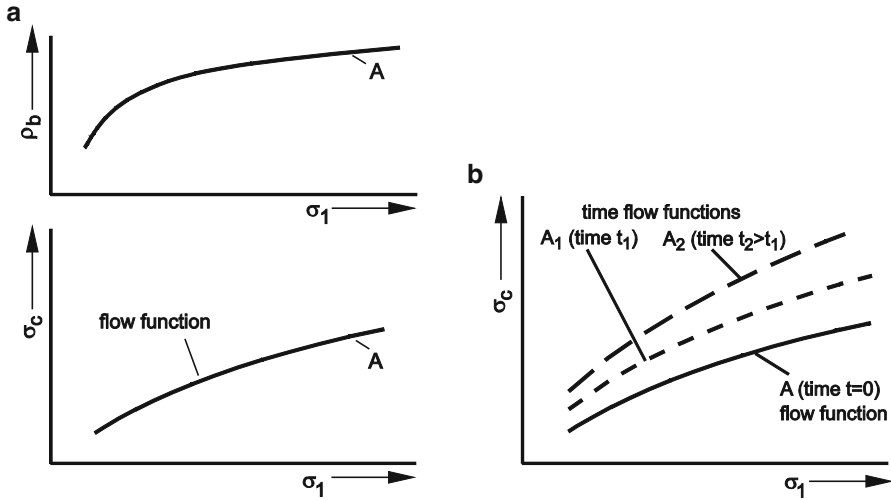 a
ρb
A
σ1
σc
flow function
A
σ1
b
σc
time flow functions
A1 (time t1) A2 (time t2>t1)
A (time t=0)
flow function
σ1